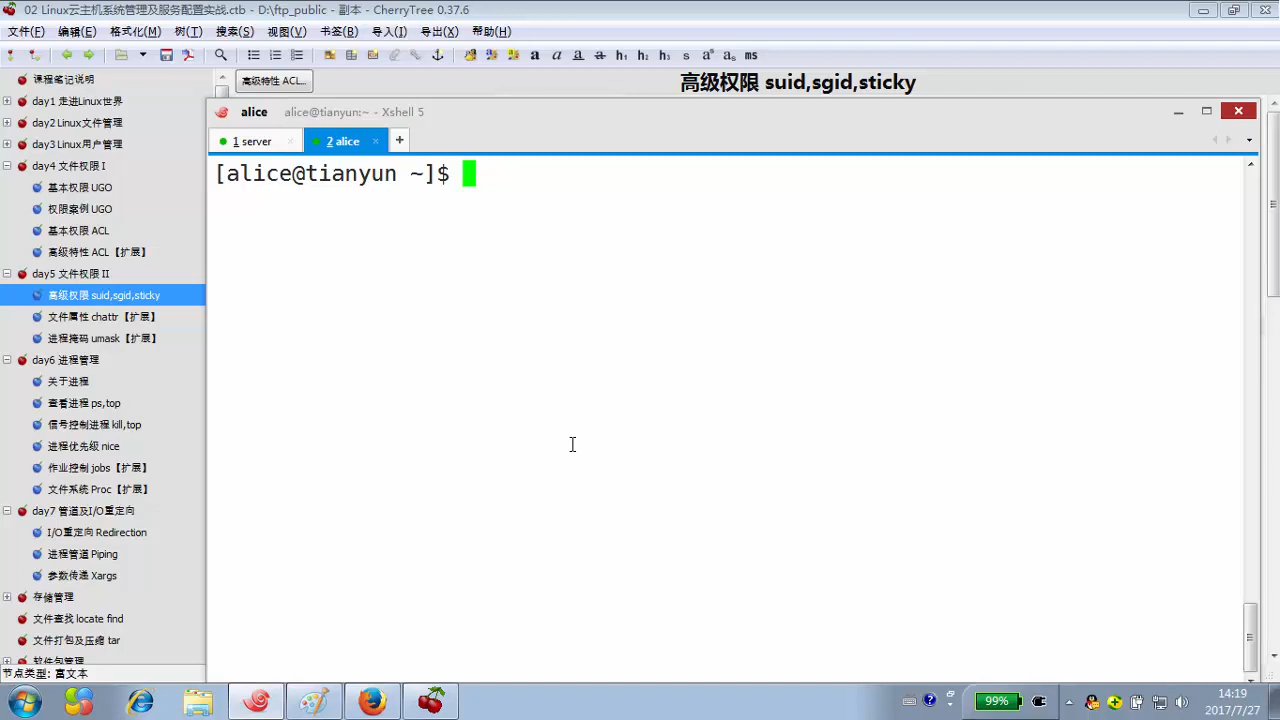 02 Linux云主机系统管理及服务配置实战.ctb - D:\ftp_public - 副本 - CherryTree 0.37.6
文件(F) 编辑(E) 格式化(M) 树(T) 搜索(S) 视图(V) 书签(B) 导入(I) 导出(X) 帮助(H)
a a a a h1 h2 h3 s aˢ aₛ ms
课程笔记说明
day1 走进Linux世界
day2 Linux文件管理
day3 Linux用户管理
day4 文件权限 I
基本权限 UGO
权限案例 UGO
基本权限 ACL
高级特性 ACL【扩展】
day5 文件权限 II
高级权限 suid,sgid,sticky
文件属性 chattr【扩展】
进程掩码 umask【扩展】
day6 进程管理
关于进程
查看进程 ps,top
信号控制进程 kill,top
进程优先级 nice
作业控制 jobs【扩展】
文件系统 Proc【扩展】
day7 管道及I/O重定向
I/O重定向 Redirection
进程管道 Piping
参数传递 Xargs
存储管理
文件查找 locate find
文件打包及压缩 tar
软件包管理
节点类型: 富文本
高级特性 ACL...
高级权限 suid,sgid,sticky
alice alice@tianyun:~ - Xshell 5
1 server
2 alice
[alice@tianyun ~]$
99%
14:19
2017/7/27